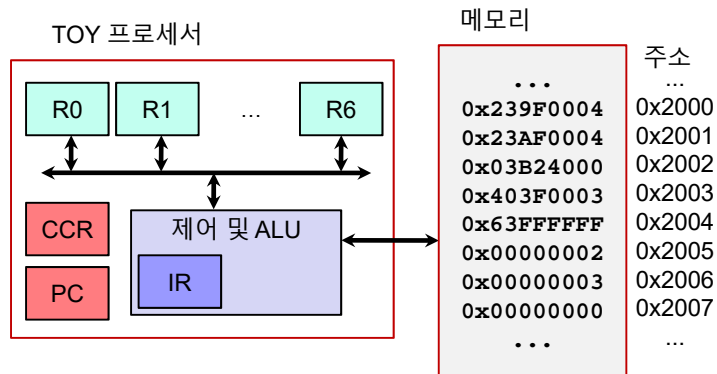 TOY 프로세서
R0 R1 … R6
CCR
PC
제어 및 ALU
IR
메모리
주소
... ...
0x239F0004 0x2000
0x23AF0004 0x2001
0x03B24000 0x2002
0x403F0003 0x2003
0x63FFFFFF 0x2004
0x00000002 0x2005
0x00000003 0x2006
0x00000000 0x2007
... ...